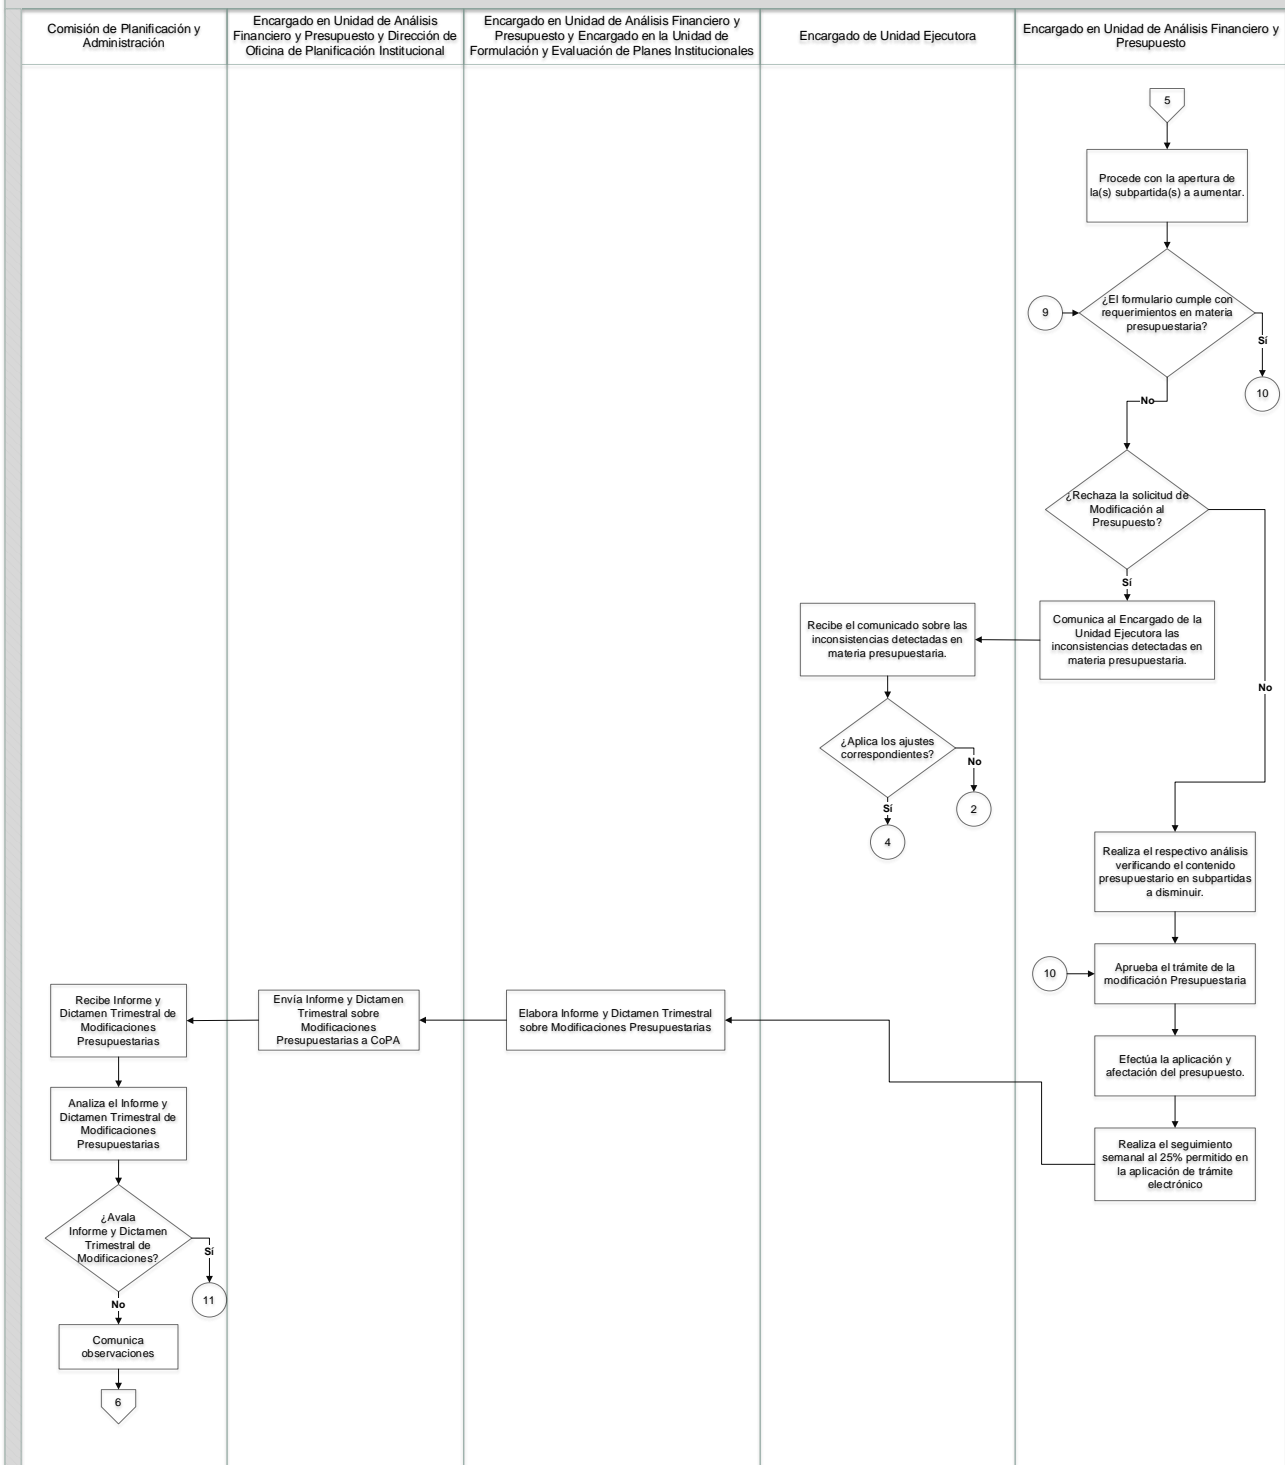 Comisión de Planificación y
Administración
Encargado en Unidad de Análisis
Financiero y Presupuesto y Dirección de
Oficina de Planificación Institucional
Encargado en Unidad de Análisis Financiero y
Presupuesto y Encargado en la Unidad de
Formulación y Evaluación de Planes Institucionales
Encargado de Unidad Ejecutora
Encargado en Unidad de Análisis Financiero y
Presupuesto
5
Procede con la apertura de
la(s) subpartida(s) a aumentar.
¿El formulario cumple con
requerimientos en materia
presupuestaria?
9
Sí
10
No
¿Rechaza la solicitud de
Modificación al
Presupuesto?
Sí
No
Comunica al Encargado de la
Unidad Ejecutora las
inconsistencias detectadas en
materia presupuestaria.
Recibe el comunicado sobre las
inconsistencias detectadas en
materia presupuestaria.
¿Aplica los ajustes
correspondientes?
No
2
Sí
4
Realiza el respectivo análisis
verificando el contenido
presupuestario en subpartidas
a disminuir.
10
Aprueba el trámite de la
modificación Presupuestaria
Efectúa la aplicación y
afectación del presupuesto.
Realiza el seguimiento
semanal al 25% permitido en
la aplicación de trámite
electrónico
Elabora Informe y Dictamen Trimestral
sobre Modificaciones Presupuestarias
Envía Informe y Dictamen
Trimestral sobre
Modificaciones
Presupuestarias a CoPA
Recibe Informe y
Dictamen Trimestral de
Modificaciones
Presupuestarias
Analiza el Informe y
Dictamen Trimestral de
Modificaciones
Presupuestarias
¿Avala
Informe y Dictamen
Trimestral de
Modificaciones?
Sí
11
No
Comunica
observaciones
6